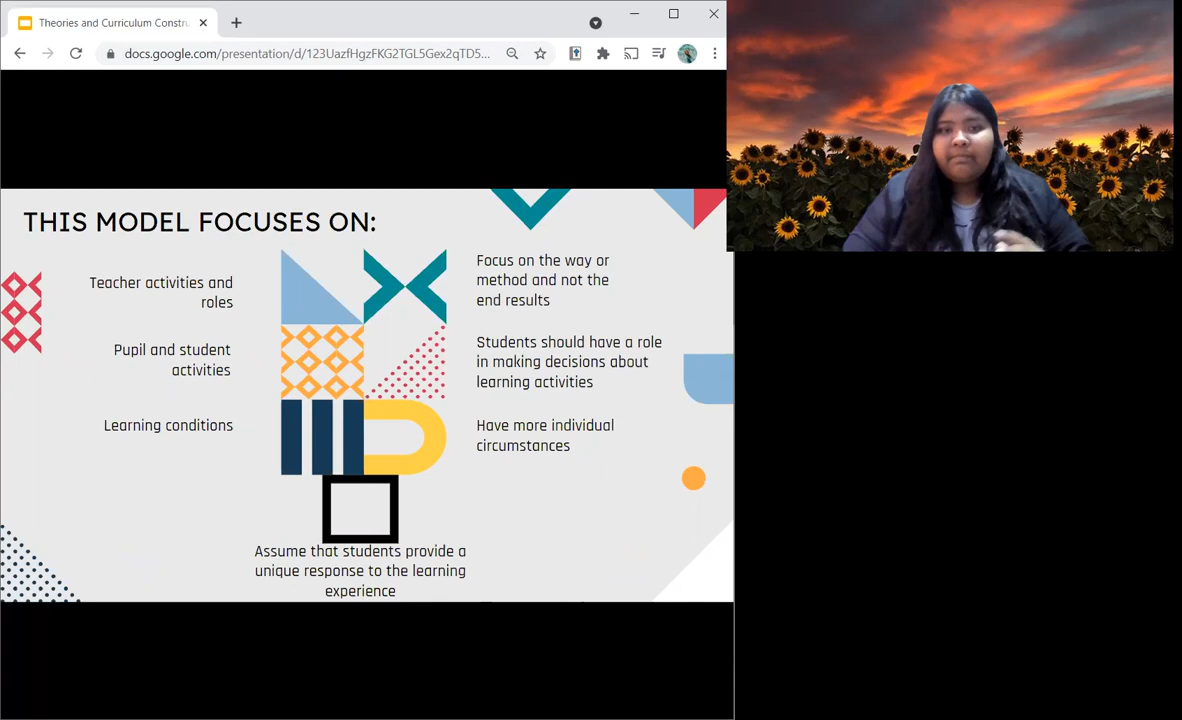 Theories and Curriculum Constru
docs.google.com/presentation/d/123UazfHgzFKG2TGL5Gex2qTD5...
THIS MODEL FOCUSES ON:
Teacher activities and
roles
Pupil and student
activities
Learning conditions
Focus on the way or
method and not the
end results
Students should have a role
in making decisions about
learning activities
Have more individual
circumstances
Assume that students provide a
unique response to the learning
experience